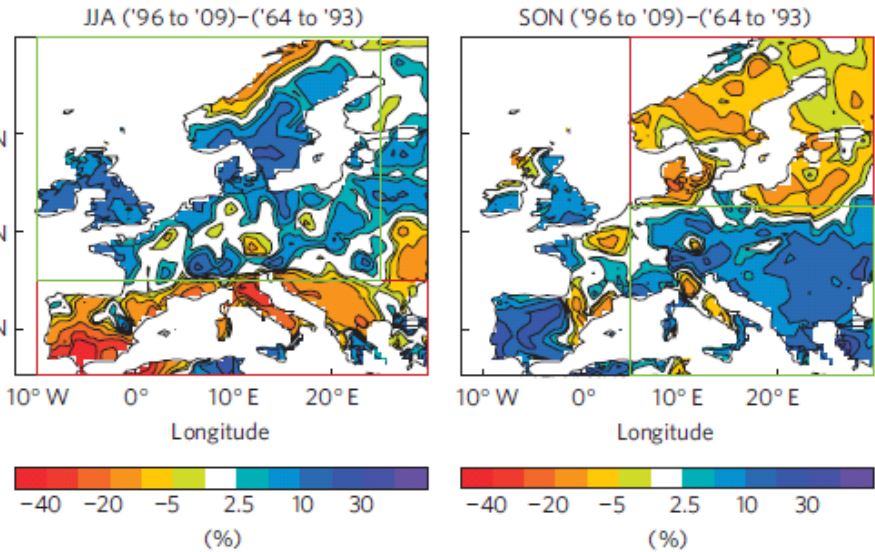 JJA ('96 to '09)–('64 to '93)
SON ('96 to '09)–('64 to '93)
N
N
N
10° W 0° 10° E 20° E
10° W 0° 10° E 20° E
Longitude
Longitude
−40 −20 −5 2.5 10 30
−40 −20 −5 2.5 10 30
(%)
(%)